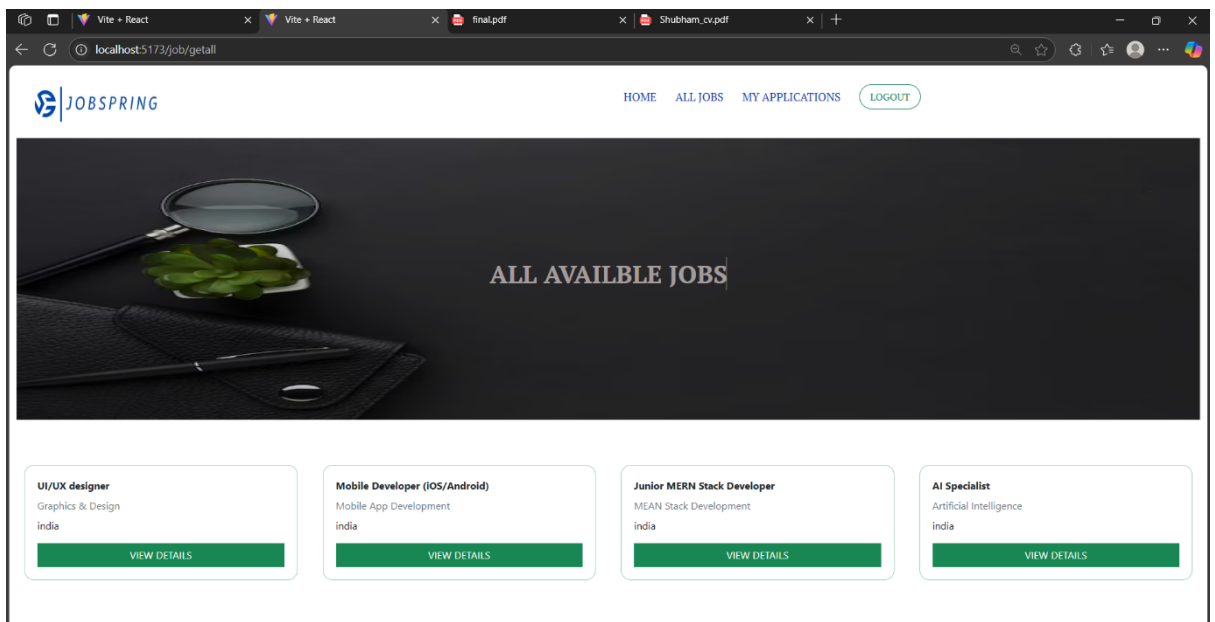 Vite + React
Vite + React
final.pdf
Shubham_cv.pdf
localhost:5173/job/getall
JOBSPRING
HOME ALL JOBS MY APPLICATIONS LOGOUT
ALL AVAILBLE JOBS
UI/UX designer
Graphics & Design
india
VIEW DETAILS
Mobile Developer (iOS/Android)
Mobile App Development
india
VIEW DETAILS
Junior MERN Stack Developer
MEAN Stack Development
india
VIEW DETAILS
AI Specialist
Artificial Intelligence
india
VIEW DETAILS